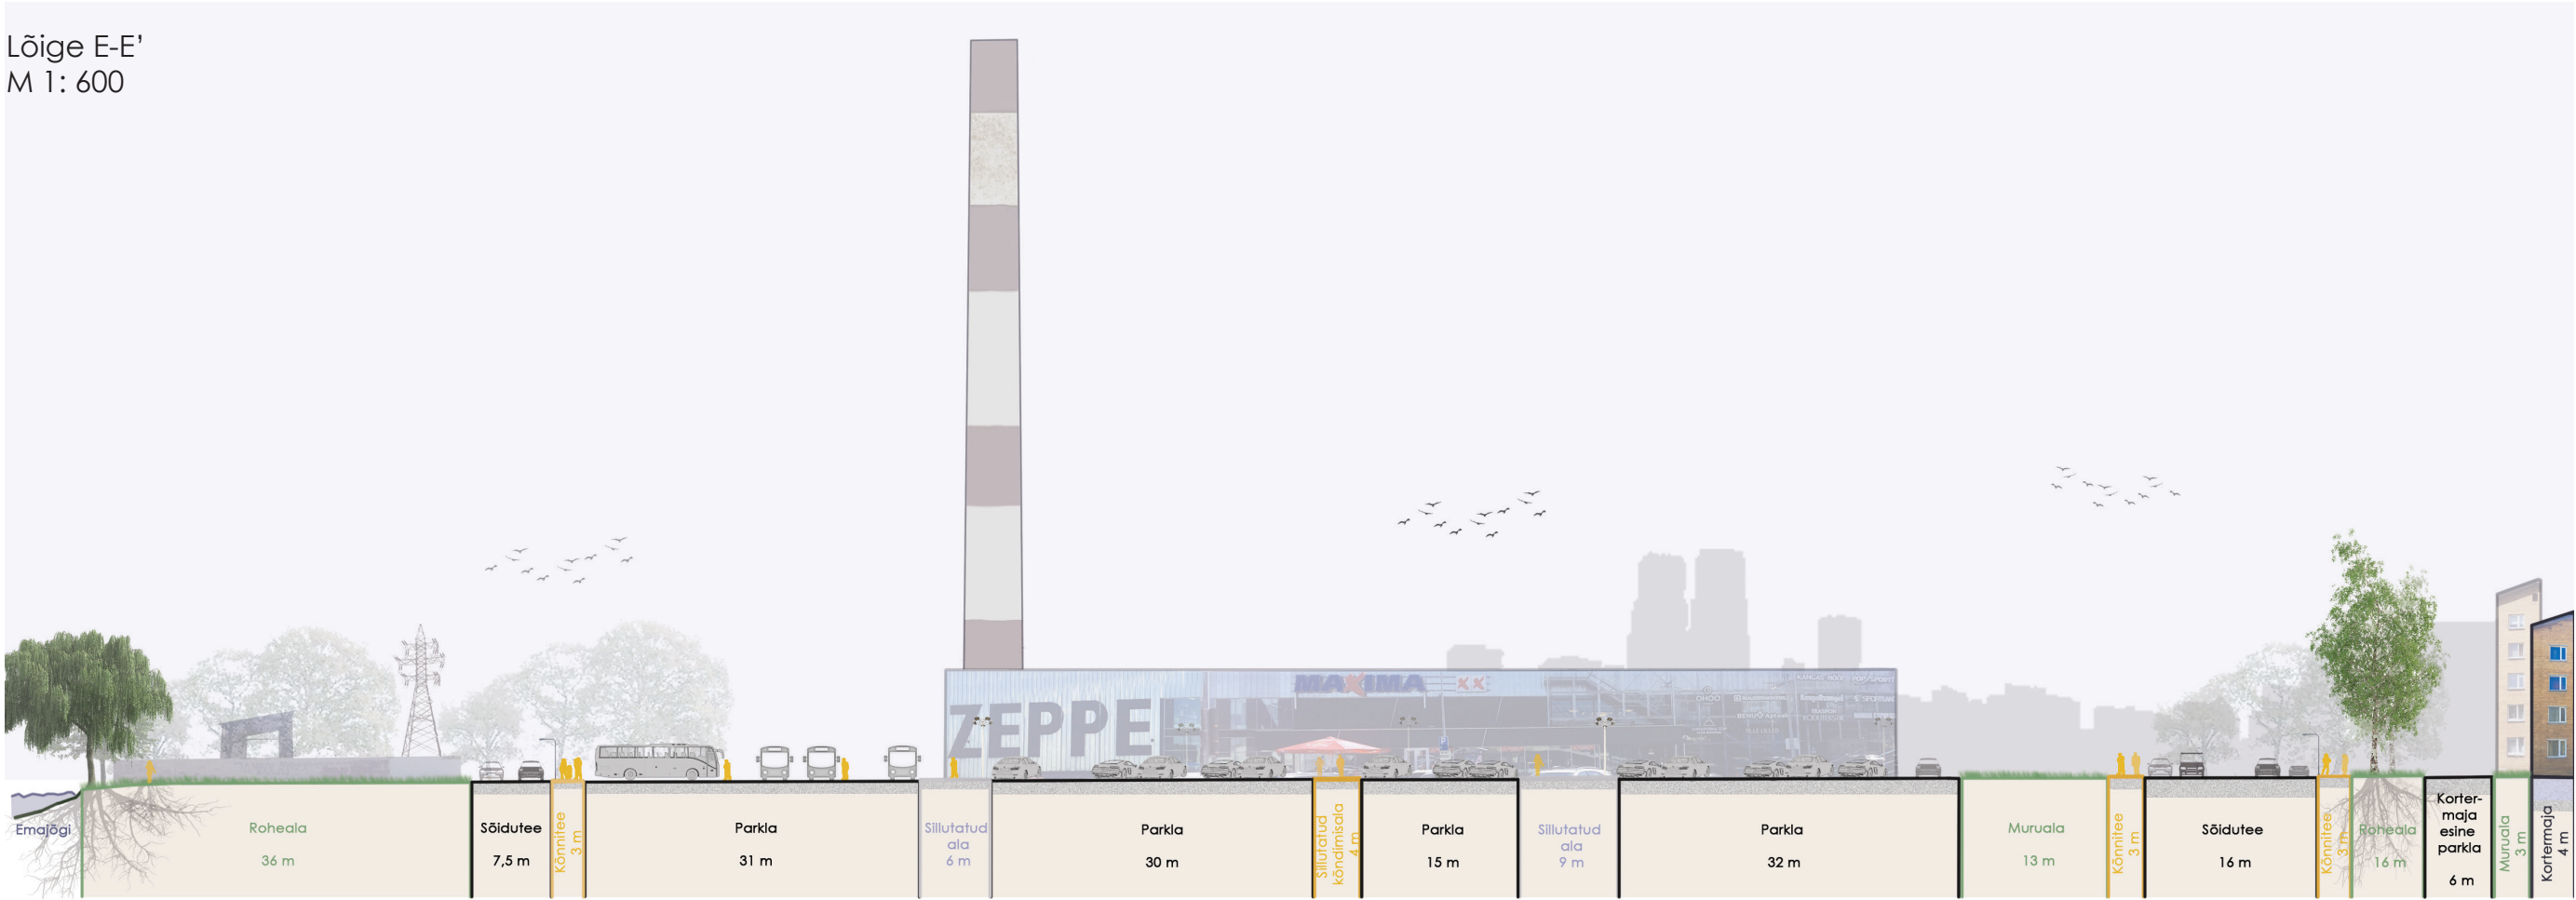 Lõige E-E'
M 1: 600
MAXIMA XX
ZEPPELIN
Emajõgi
Roheala
36 m
Sõidutee
7,5 m
Kõnnitee
3 m
Parkla
31 m
Sillutatud
ala
6 m
Parkla
30 m
Sillutatud
kõndimisala
4 m
Parkla
15 m
Sillutatud
ala
9 m
Parkla
32 m
Muruala
13 m
Kõnnitee
3 m
Sõidutee
16 m
Kõnnitee
3 m
Roheala
16 m
Korter-
maja
esine
parkla
6 m
Muruala
3 m
Kortermaja
4 m